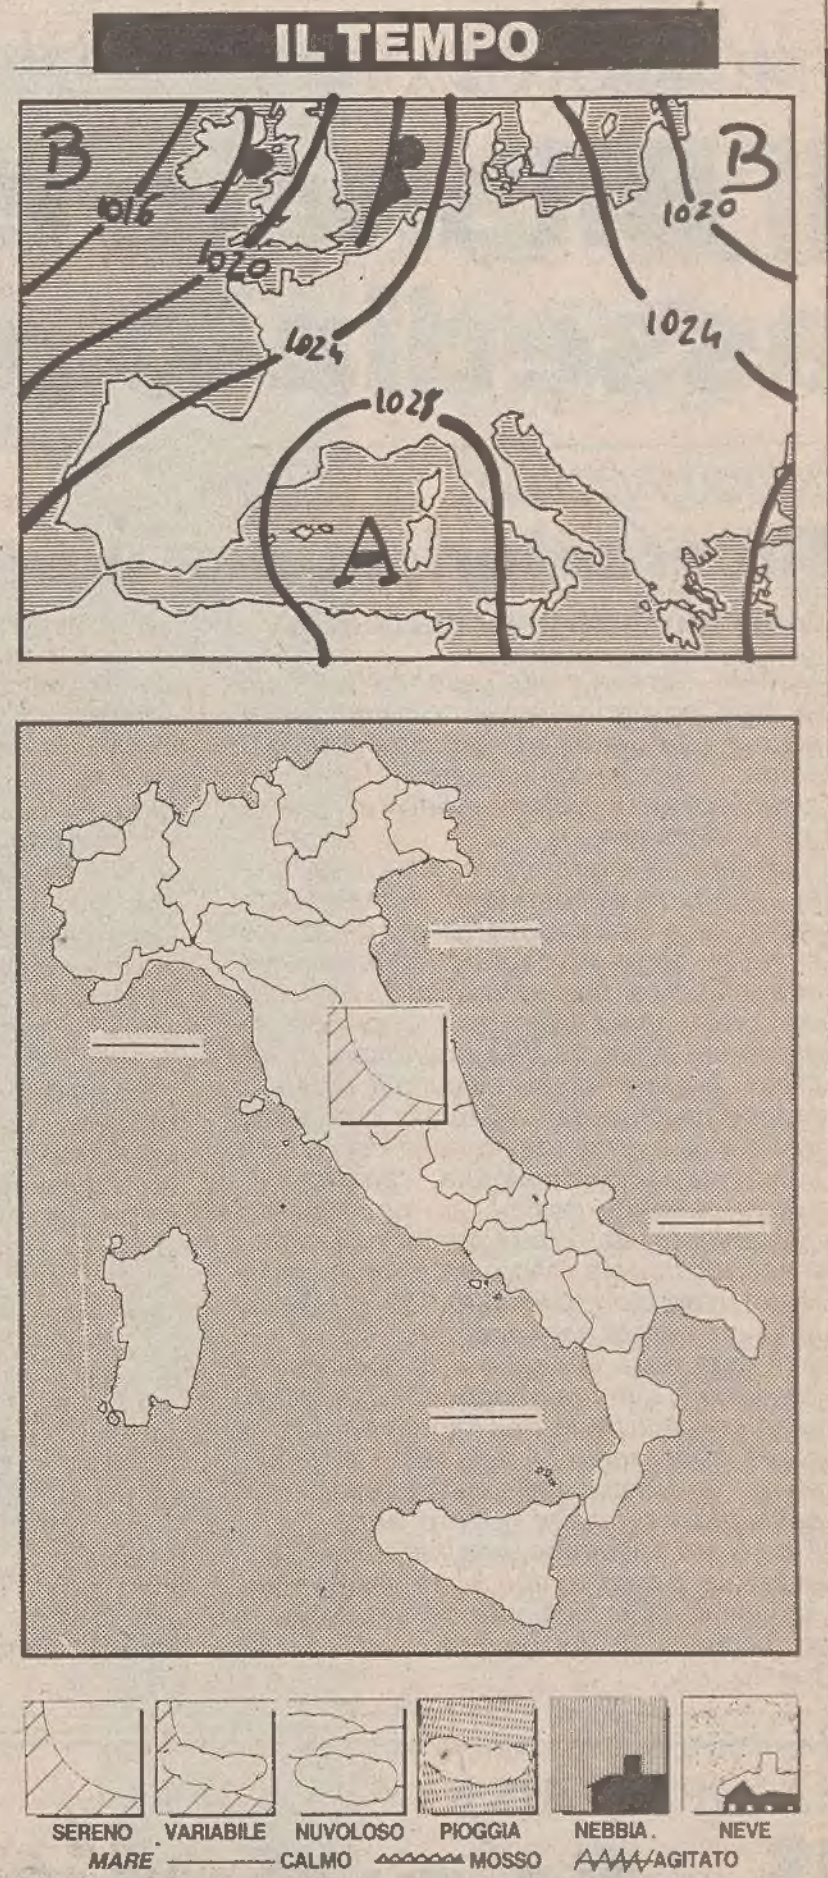 IL TEMPO
B
B
1016
1020
1020
1024
1024
1028
A
SERENO VARIABILE NUVOLOSO PIOGGIA NEBBIA NEVE
MARE CALMO MOSSO AGITATO